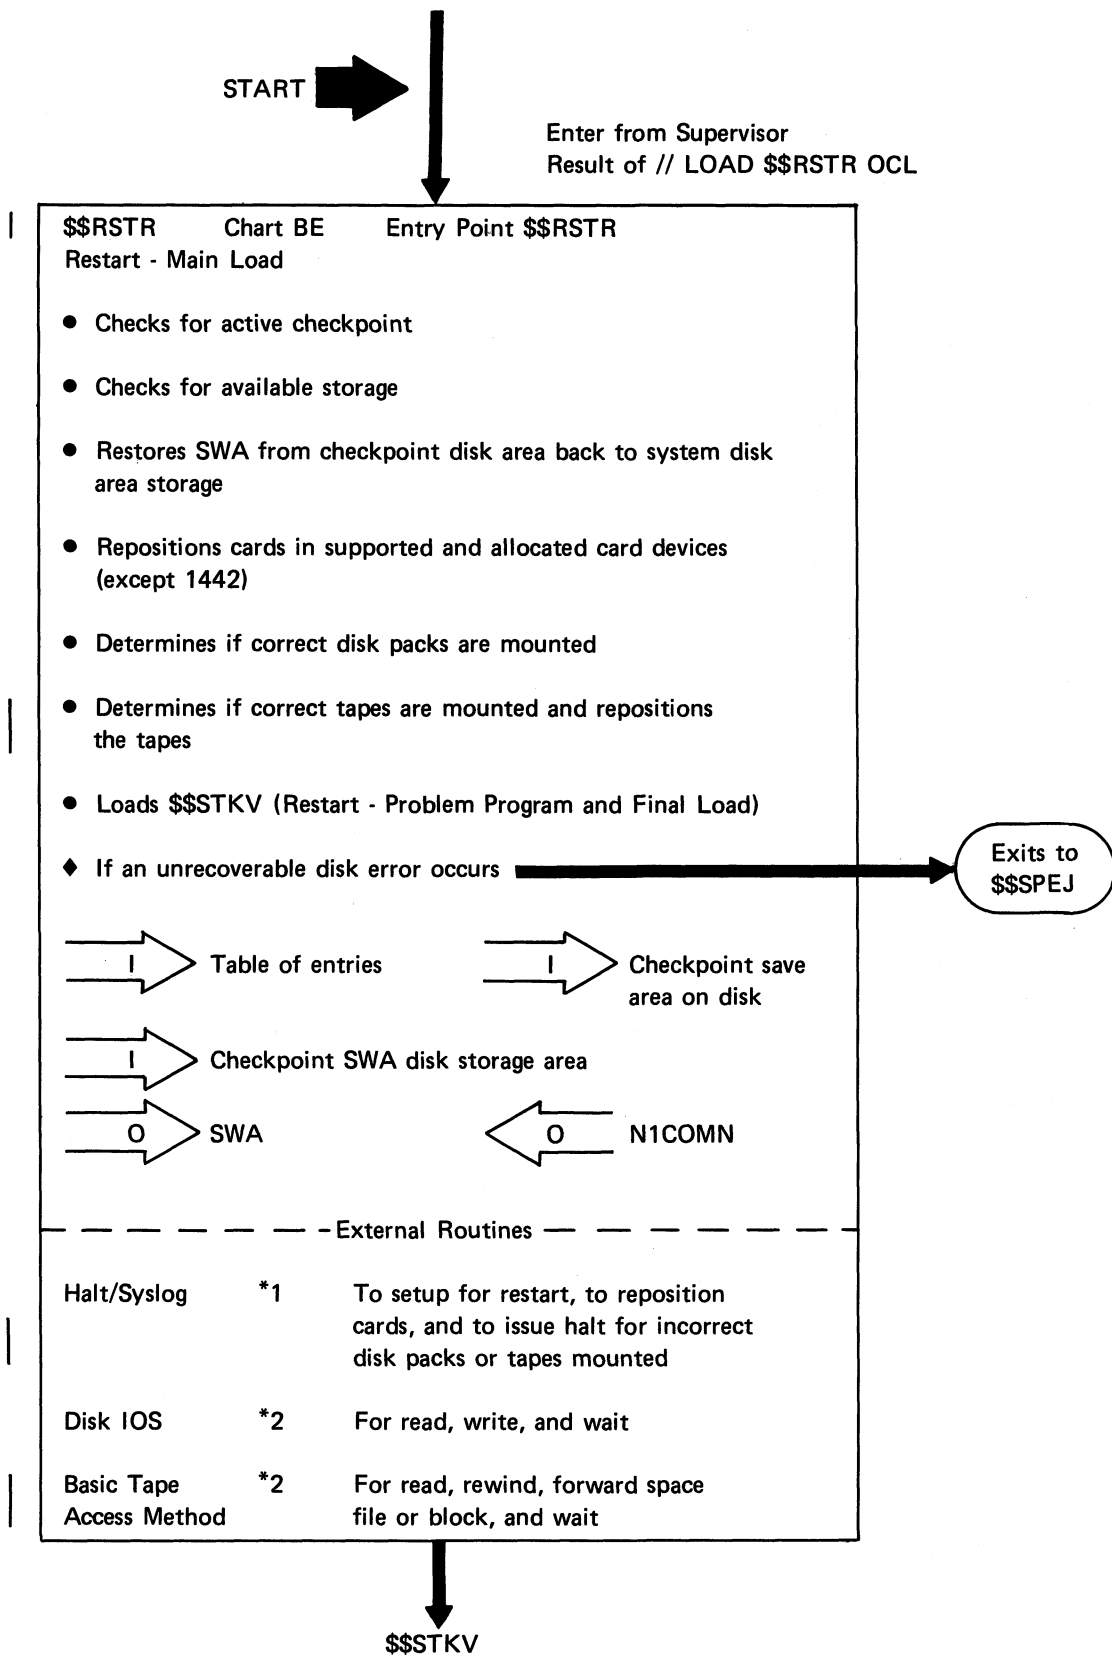 START
Enter from Supervisor
Result of // LOAD $$RSTR OCL
$$RSTR Chart BE Entry Point $$RSTR
Restart - Main Load
● Checks for active checkpoint
● Checks for available storage
● Restores SWA from checkpoint disk area back to system disk
area storage
● Repositions cards in supported and allocated card devices
(except 1442)
● Determines if correct disk packs are mounted
● Determines if correct tapes are mounted and repositions
the tapes
● Loads $$STKV (Restart - Problem Program and Final Load)
♦ If an unrecoverable disk error occurs
Exits to
$$SPEJ
I Table of entries
I Checkpoint save
area on disk
I Checkpoint SWA disk storage area
O SWA
O N1COMN
External Routines
Halt/Syslog *1 To setup for restart, to reposition
cards, and to issue halt for incorrect
disk packs or tapes mounted
Disk IOS *2 For read, write, and wait
Basic Tape *2 For read, rewind, forward space
Access Method file or block, and wait
$$STKV